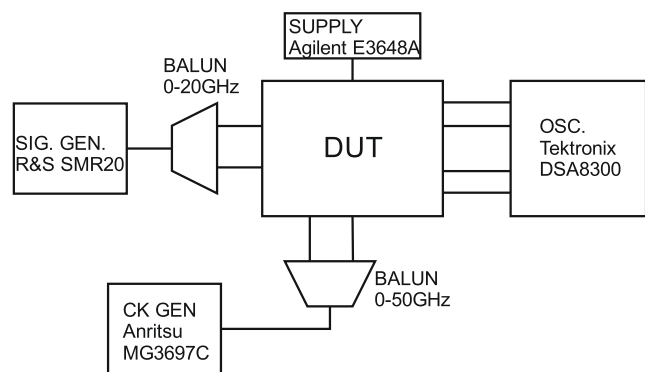 SUPPLY
Agilent E3648A
BALUN
0-20GHz
SIG. GEN.
R&S SMR20
DUT
OSC.
Tektronix
DSA8300
BALUN
0-50GHz
CK GEN
Anritsu
MG3697C